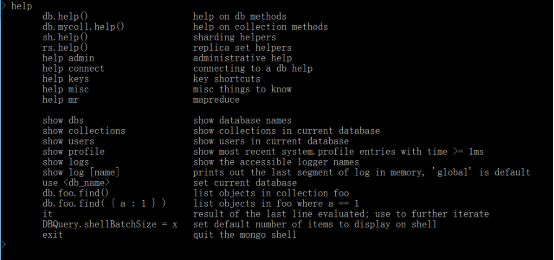 > help
db.help() help on db methods
db.mycoll.help() help on collection methods
sh.help() sharding helpers
rs.help() replica set helpers
help admin administrative help
help connect connecting to a db help
help keys key shortcuts
help misc misc things to know
help mr mapreduce
show dbs show database names
show collections show collections in current database
show users show users in current database
show profile show most recent system.profile entries with time >= 1ms
show logs show the accessible logger names
show log [name] prints out the last segment of log in memory, 'global' is default
use <db_name> set current database
db.foo.find() list objects in collection foo
db.foo.find( { a : 1 } ) list objects in foo where a == 1
it result of the last line evaluated; use to further iterate
DBQuery.shellBatchSize = x set default number of items to display on shell
exit quit the mongo shell
>